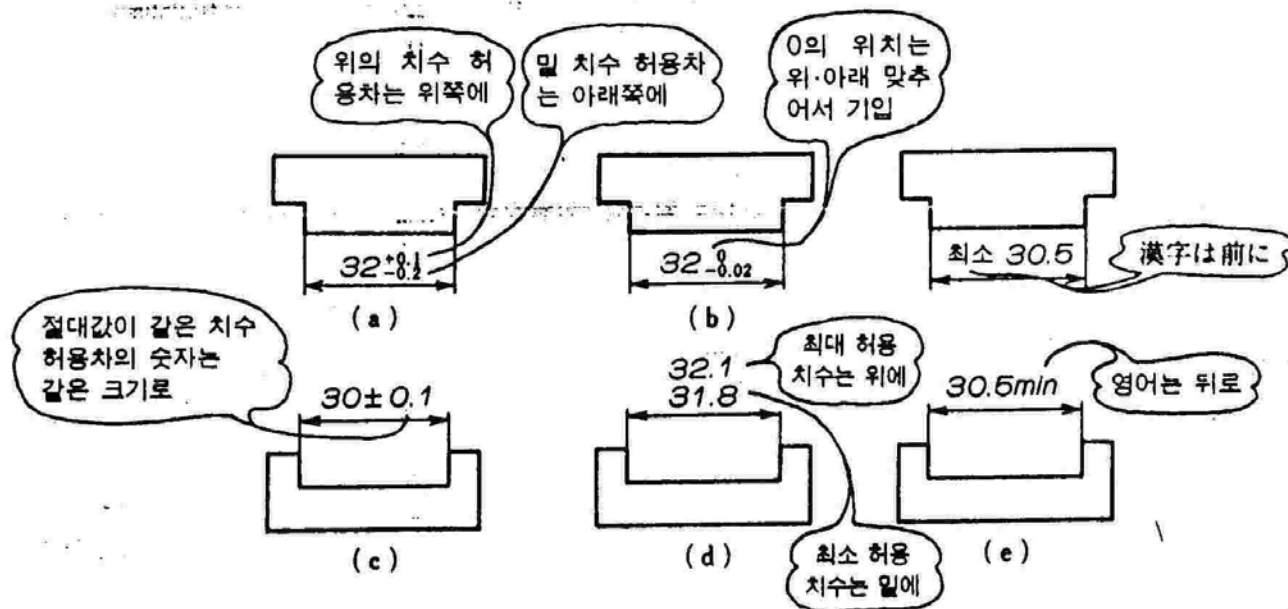 위의 치수 허
용차는 위쪽에
밑 치수 허용차
는 아래쪽에
0의 위치는
위·아래 맞추
어서 기입
32 +0.1
-0.2
(a)
32 0
-0.02
(b)
최소 30.5
漢字は前に
절대값이 같은 치수
허용차의 숫자는
같은 크기로
30±0.1
(c)
32.1
31.8
최대 허용
치수는 위에
(d)
최소 허용
치수는 밑에
30.5min
영어는 뒤로
(e)